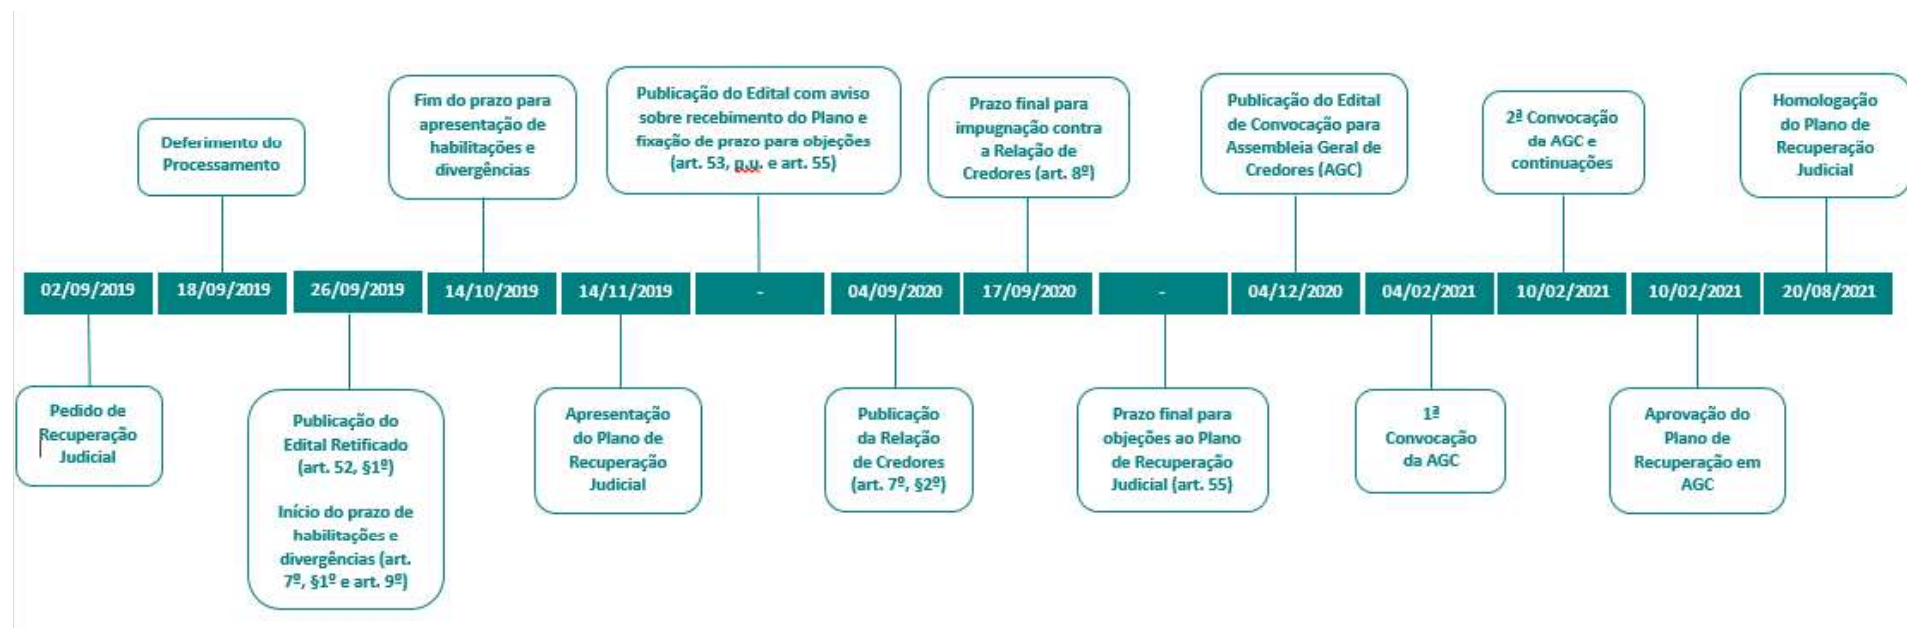 Deferimento do
Processamento
Fim do prazo para
apresentação de
habilitações e
divergências
Publicação do Edital com aviso
sobre recebimento do Plano e
fixação de prazo para objeções
(art. 53, p.u. e art. 55)
Prazo final para
impugnação contra
a Relação de
Credores (art. 8º)
Publicação do Edital
de Convocação para
Assembleia Geral de
Credores (AGC)
2ª Convocação
da AGC e
continuações
Homologação
do Plano de
Recuperação
Judicial
02/09/2019 18/09/2019 26/09/2019 14/10/2019 14/11/2019 - 04/09/2020 17/09/2020 - 04/12/2020 04/02/2021 10/02/2021 10/02/2021 20/08/2021
Pedido de
Recuperação
Judicial
Publicação do
Edital Retificado
(art. 52, §1º)
Início do prazo de
habilitações e
divergências (art.
7º, §1º e art. 9º)
Apresentação
do Plano de
Recuperação
Judicial
Publicação
da Relação
de Credores
(art. 7º, §2º)
Prazo final para
objeções ao Plano
de Recuperação
Judicial (art. 55)
1ª
Convocação
da AGC
Aprovação do
Plano de
Recuperação em
AGC